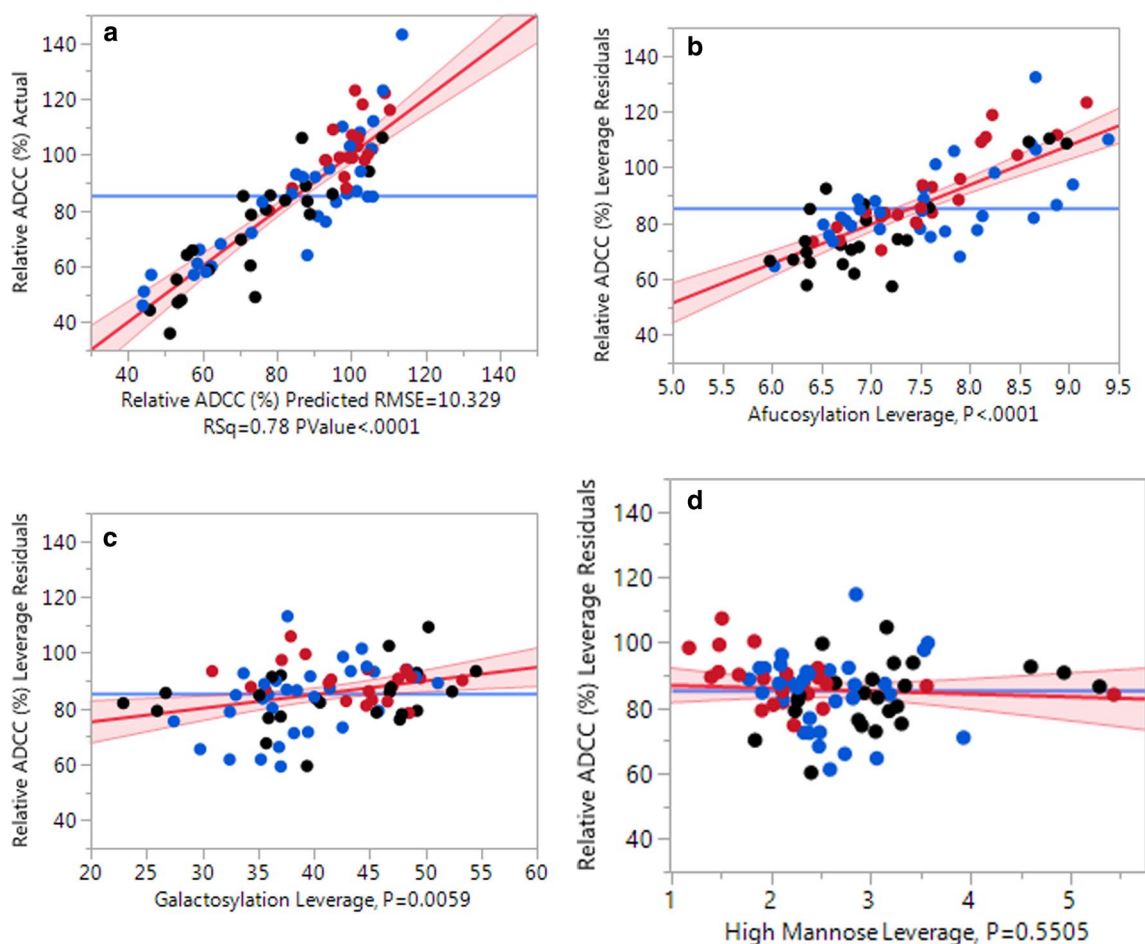 a
Relative ADCC (%) Actual
140
120
100
80
60
40
40 60 80 100 120 140
Relative ADCC (%) Predicted RMSE=10.329
RSq=0.78 PValue<.0001
b
Relative ADCC (%) Leverage Residuals
140
120
100
80
60
40
5.0 5.5 6.0 6.5 7.0 7.5 8.0 8.5 9.0 9.5
Afucosylation Leverage, P<.0001
c
Relative ADCC (%) Leverage Residuals
140
120
100
80
60
40
20 25 30 35 40 45 50 55 60
Galactosylation Leverage, P=0.0059
d
Relative ADCC (%) Leverage Residuals
140
120
100
80
60
40
1 2 3 4 5
High Mannose Leverage, P=0.5505